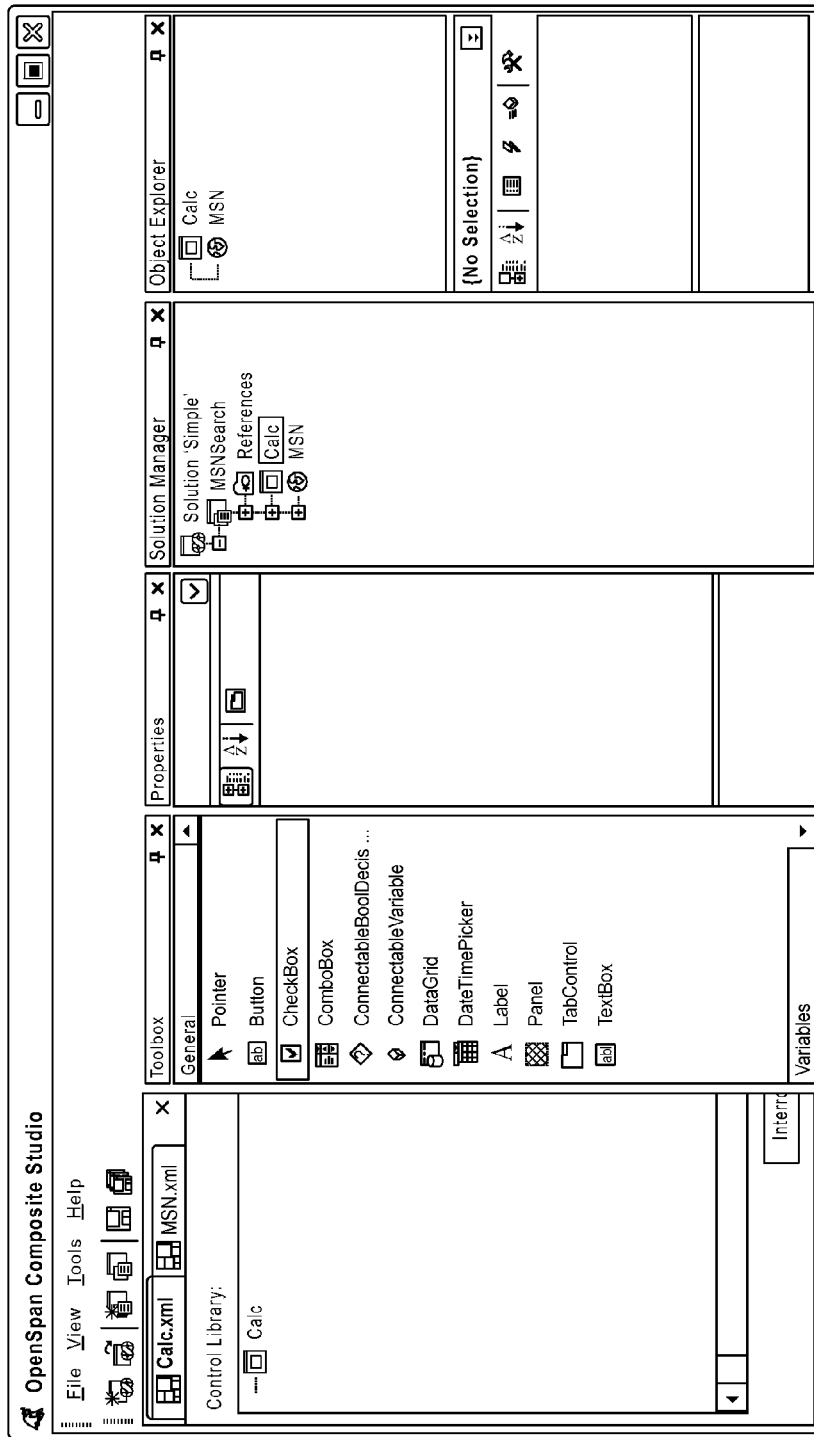 OpenSpan Composite Studio
File View Tools Help
Calc.xml
MSN.xml
Control Library:
Calc
Interro
Toolbox
General
Pointer
Button
CheckBox
ComboBox
ConnectableBoolDecis ...
ConnectableVariable
DataGrid
DateTimePicker
Label
Panel
TabControl
TextBox
Variables
Properties
Solution Manager
Solution 'Simple'
MSNSearch
References
Calc
MSN
Object Explorer
Calc
MSN
{No Selection}